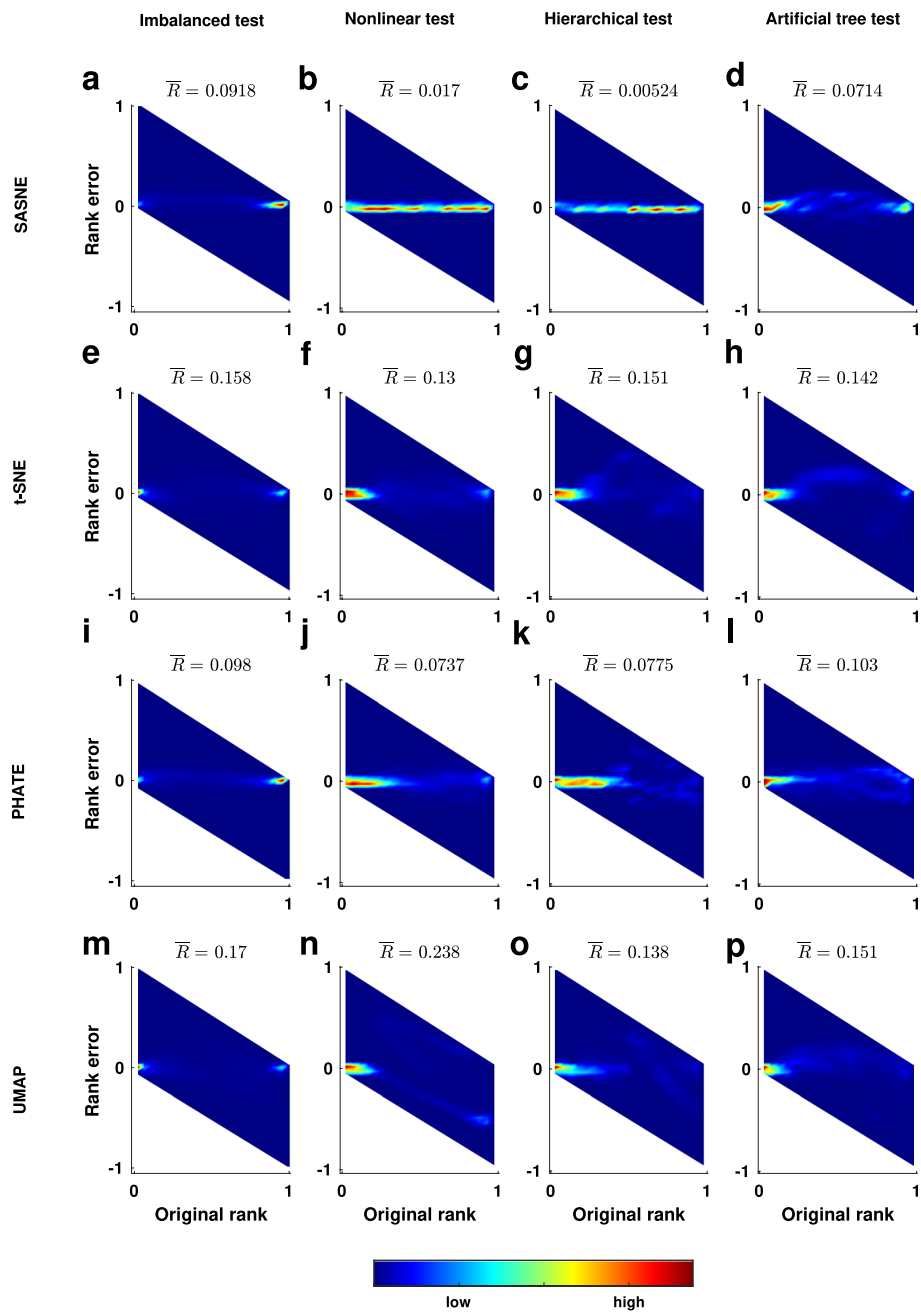 Imbalanced test Nonlinear test Hierarchical test Artificial tree test
a b c d
R̅ = 0.0918 R̅ = 0.017 R̅ = 0.00524 R̅ = 0.0714
SASNE
Rank error
1 1 1 1
0 0 0 0
-1 -1 -1 -1
0 1 0 1 0 1 0 1
e f g h
R̅ = 0.158 R̅ = 0.13 R̅ = 0.151 R̅ = 0.142
t-SNE
Rank error
1 1 1 1
0 0 0 0
-1 -1 -1 -1
0 1 0 1 0 1 0 1
i j k l
R̅ = 0.098 R̅ = 0.0737 R̅ = 0.0775 R̅ = 0.103
PHATE
Rank error
1 1 1 1
0 0 0 0
-1 -1 -1 -1
0 1 0 1 0 1 0 1
m n o p
R̅ = 0.17 R̅ = 0.238 R̅ = 0.138 R̅ = 0.151
UMAP
Rank error
1 1 1 1
0 0 0 0
-1 -1 -1 -1
0 1 0 1 0 1 0 1
Original rank Original rank Original rank Original rank
low high